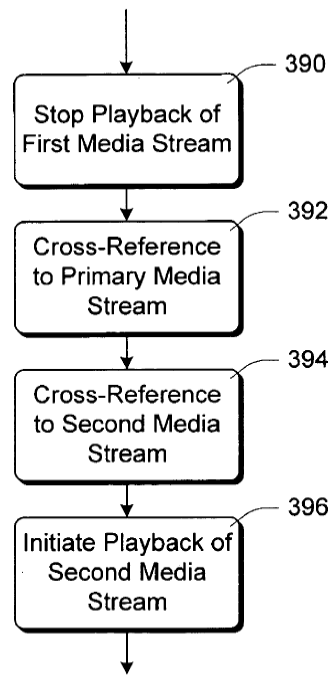 390
Stop Playback of
First Media Stream
392
Cross-Reference
to Primary Media
Stream
394
Cross-Reference
to Second Media
Stream
396
Initiate Playback of
Second Media
Stream